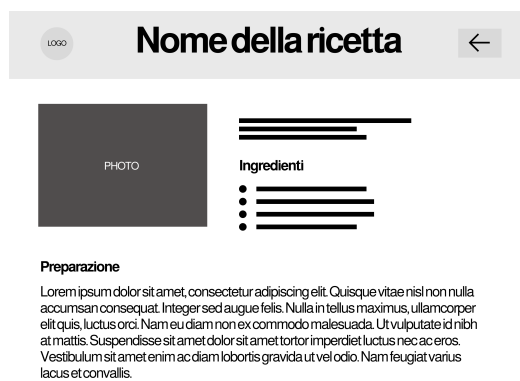 LOGO
Nome della ricetta
PHOTO
Ingredienti
Preparazione
Lorem ipsum dolor sit amet, consectetur adipiscing elit. Quisque vitae nisl non nulla
accumsan consequat. Integer sed augue felis. Nulla in tellus maximus, ullamcorper
elit quis, luctus orci. Nam eu diam non ex commodo malesuada. Ut vulputate id nibh
at mattis. Suspendisse sit amet dolor sit amet tortor imperdiet luctus nec ac eros.
Vestibulum sit amet enim ac diam lobortis gravida ut vel odio. Nam feugiat varius
lacus et convallis.